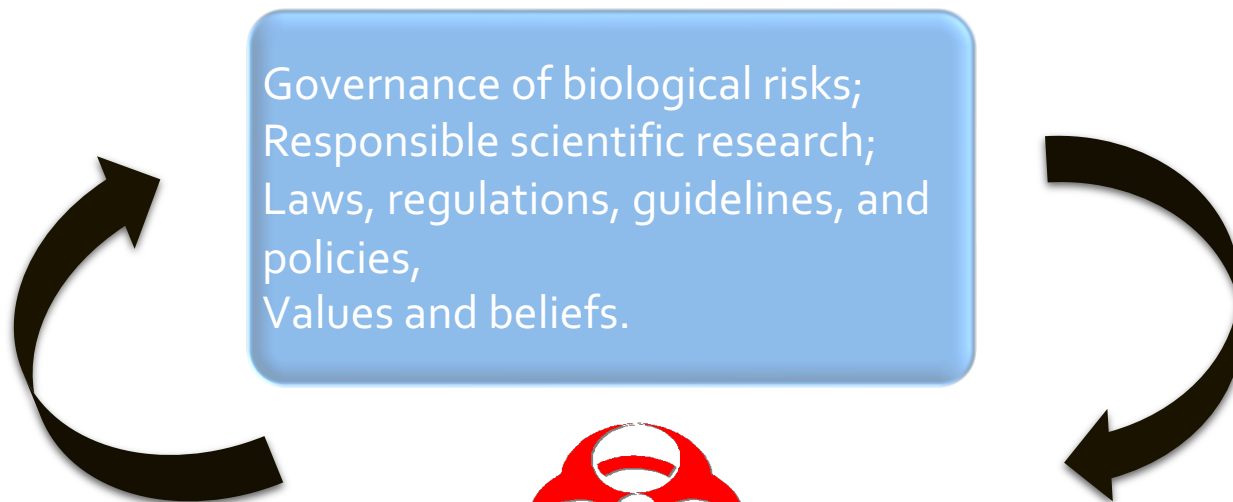 Governance of biological risks;
Responsible scientific research;
Laws, regulations, guidelines, and
policies,
Values and beliefs.